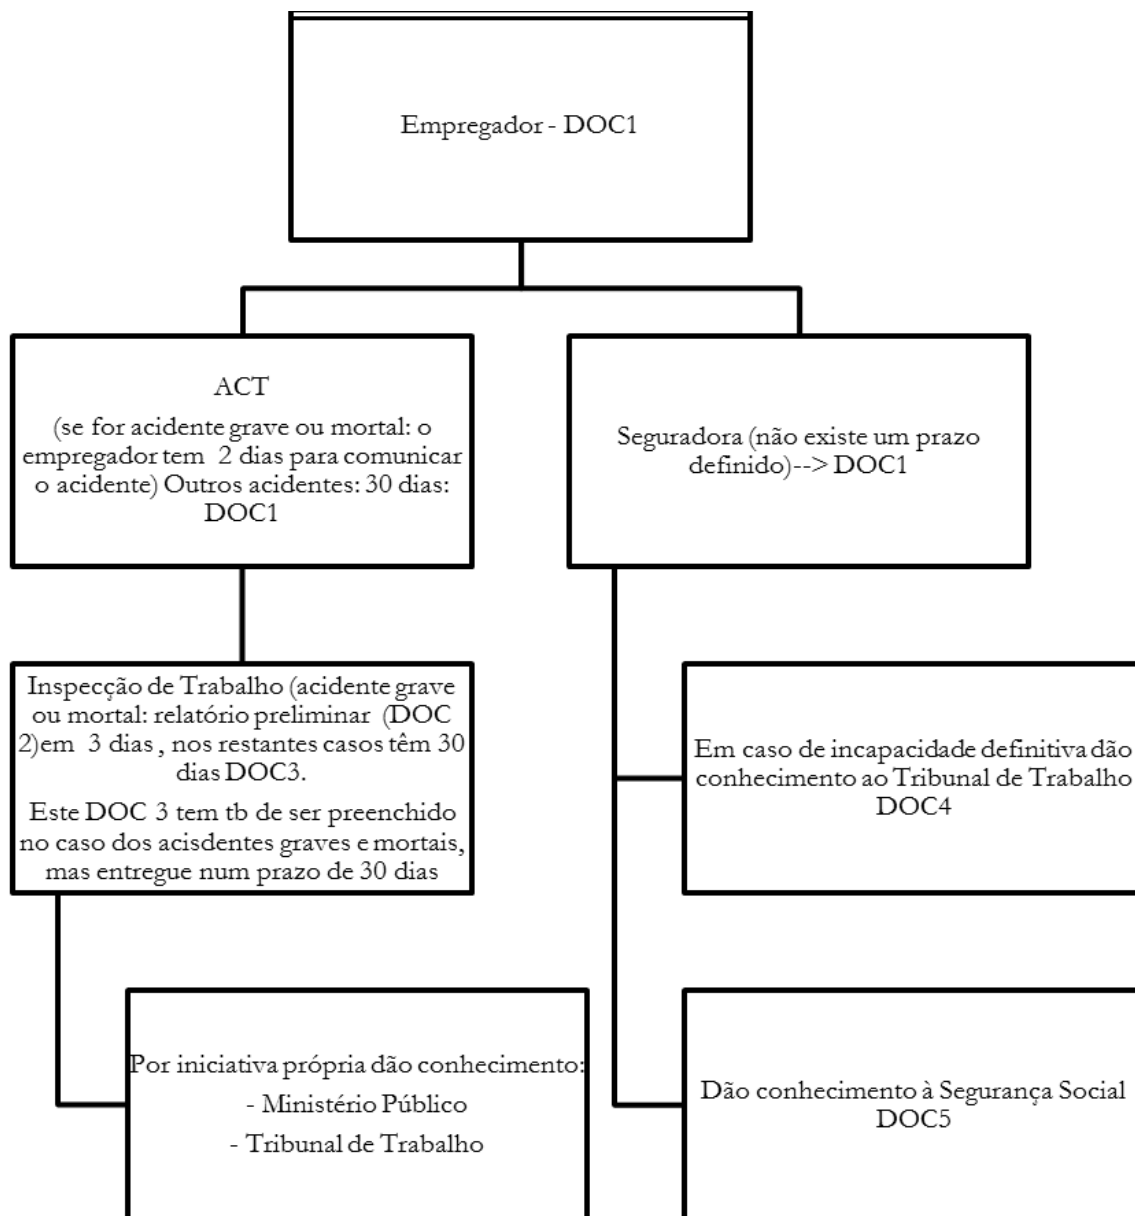 Empregador - DOC1
ACT
(se for acidente grave ou mortal: o
empregador tem 2 dias para comunicar
o acidente) Outros acidentes: 30 dias:
DOC1
Seguradora (não existe um prazo
definido)--> DOC1
Inspecção de Trabalho (acidente grave
ou mortal: relatório preliminar (DOC
2)em 3 dias , nos restantes casos têm 30
dias DOC3.
Este DOC 3 tem tb de ser preenchido
no caso dos acisdentes graves e mortais,
mas entregue num prazo de 30 dias
Em caso de incapacidade definitiva dão
conhecimento ao Tribunal de Trabalho
DOC4
Por iniciativa própria dão conhecimento:
- Ministério Público
- Tribunal de Trabalho
Dão conhecimento à Segurança Social
DOC5